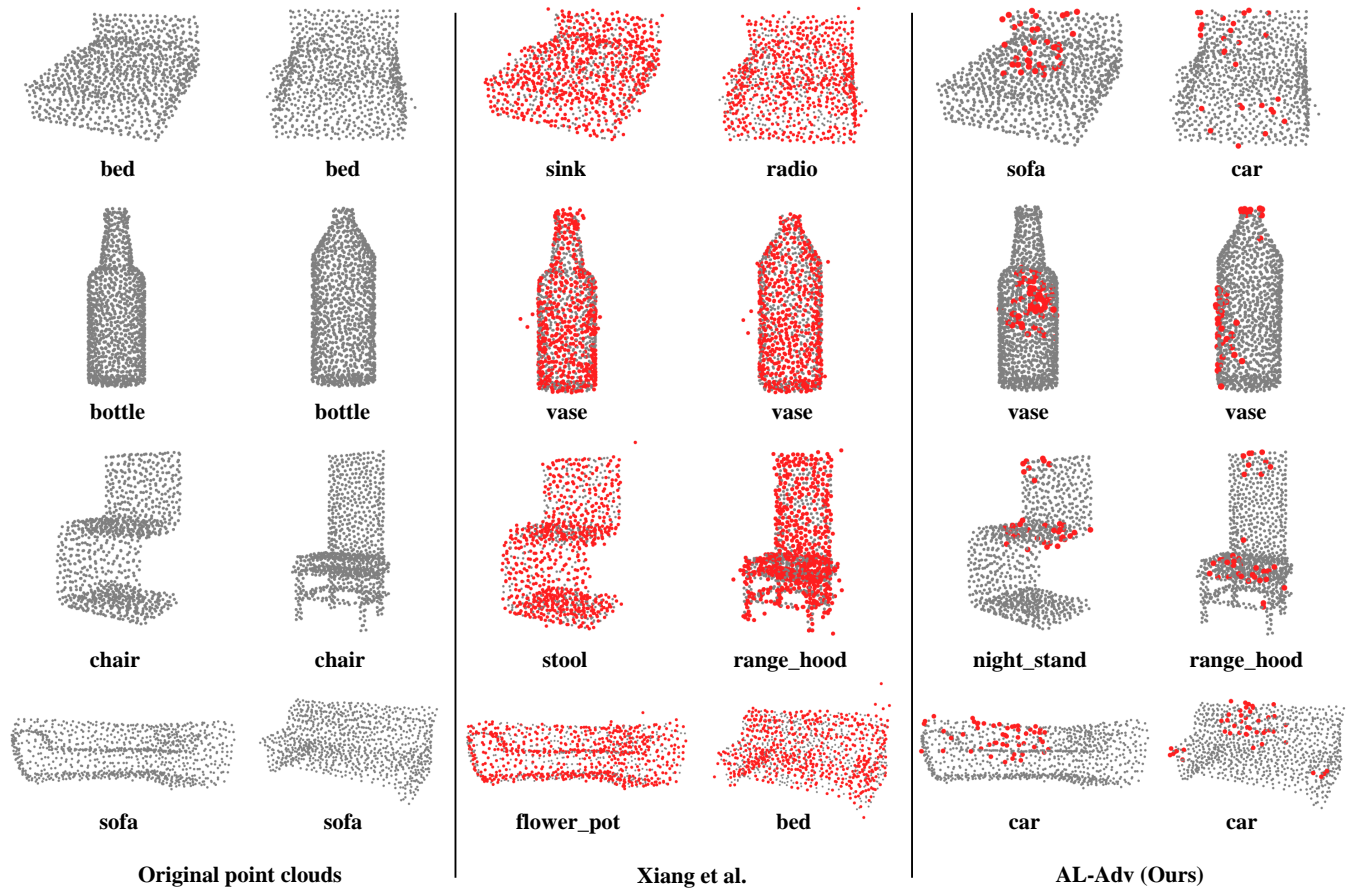 bed bed sink radio sofa car
bottle bottle vase vase vase vase
chair chair stool range_hood night_stand range_hood
sofa sofa flower_pot bed car car
Original point clouds Xiang et al. AL-Adv (Ours)